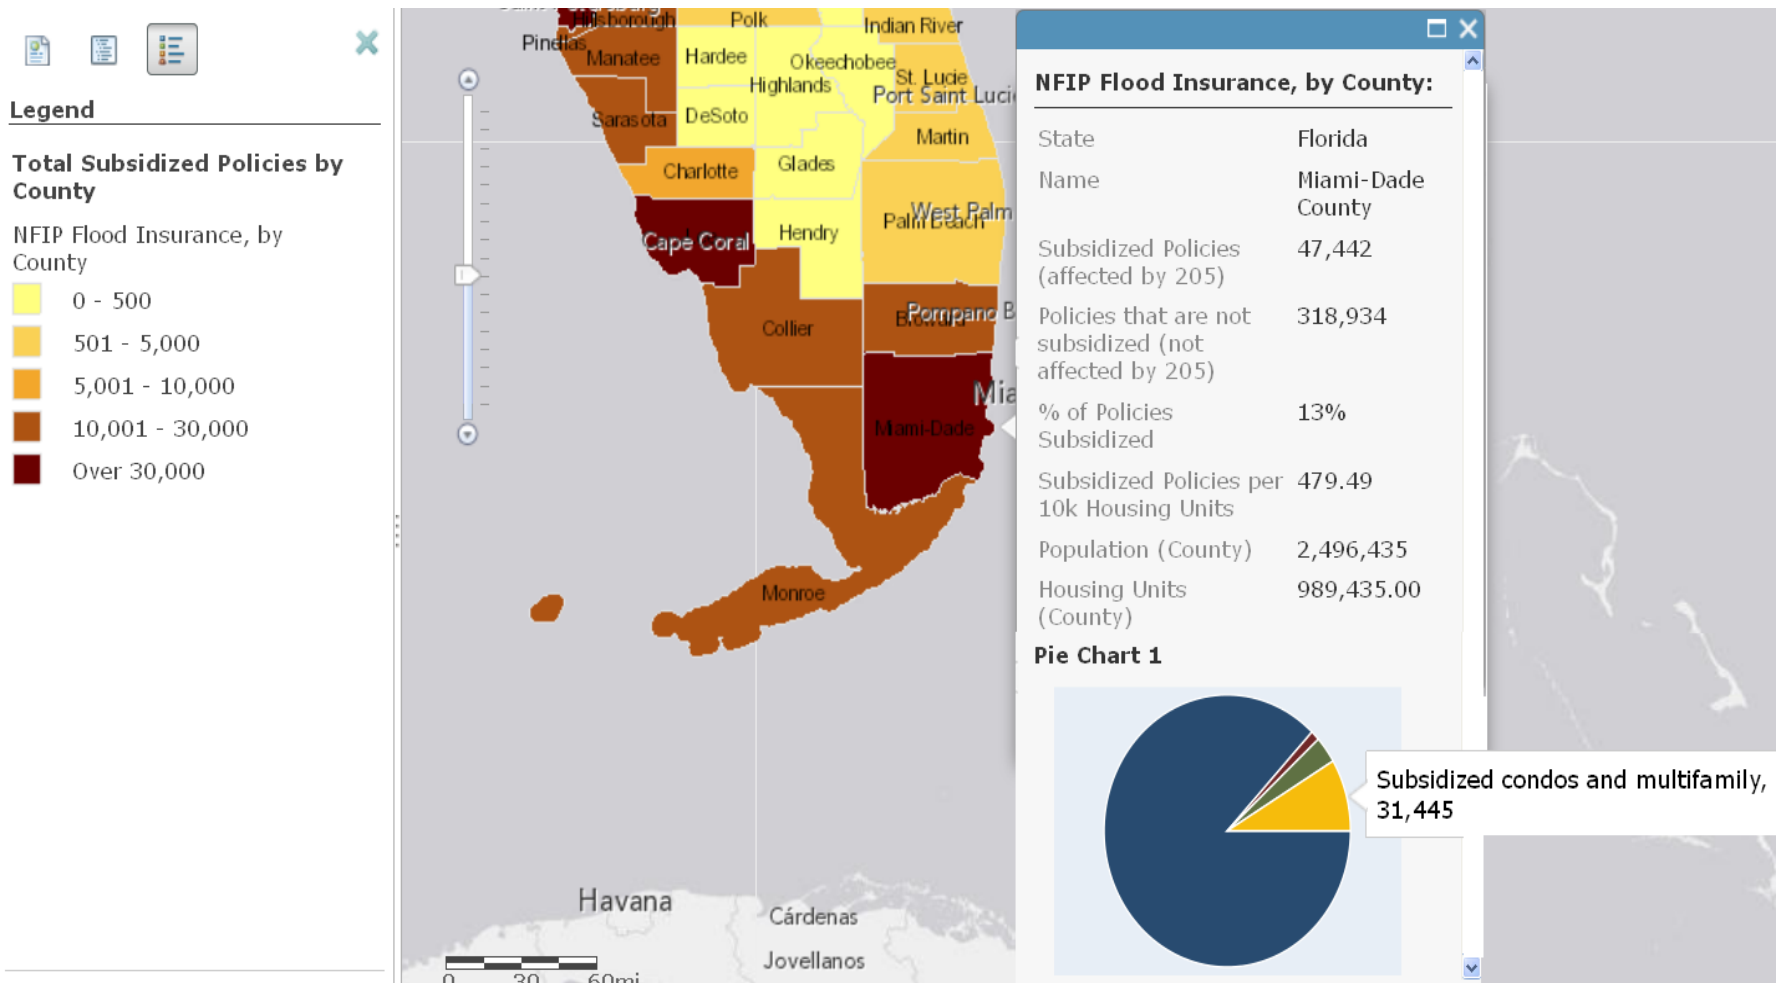 Legend
Total Subsidized Policies by
County
NFIP Flood Insurance, by
County
0 - 500
501 - 5,000
5,001 - 10,000
10,001 - 30,000
Over 30,000
Hillsborough
Polk
Indian River
Pinellas
Manatee
Hardee
Okeechobee
Highlands
St. Lucie
Port Saint Luci
Sarasota
DeSoto
Martin
Charlotte
Glades
West Palm
Palm Beach
Cape Coral
Hendry
Pompano B
Broward
Collier
Mia
Miami-Dade
Monroe
Havana
Cárdenas
Jovellanos
0 30 60mi
NFIP Flood Insurance, by County:
State Florida
Name Miami-Dade
County
Subsidized Policies 47,442
(affected by 205)
Policies that are not 318,934
subsidized (not
affected by 205)
% of Policies 13%
Subsidized
Subsidized Policies per 479.49
10k Housing Units
Population (County) 2,496,435
Housing Units 989,435.00
(County)
Pie Chart 1
Subsidized condos and multifamily,
31,445